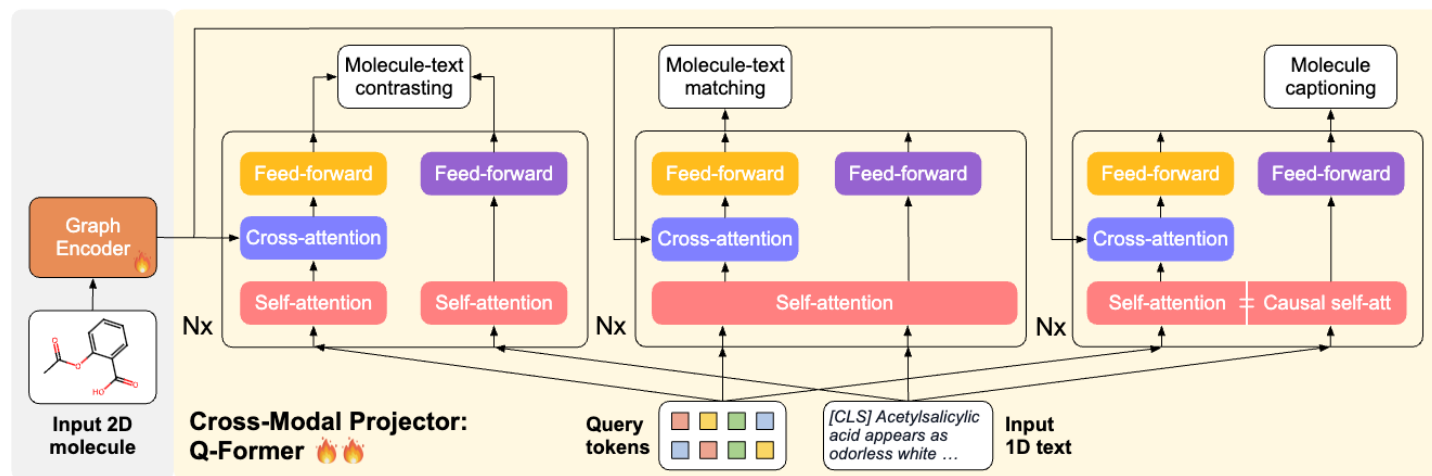 Molecule-text
contrasting
Molecule-text
matching
Molecule
captioning
Feed-forward
Feed-forward
Feed-forward
Feed-forward
Feed-forward
Feed-forward
Graph
Encoder
Cross-attention
Cross-attention
Cross-attention
Self-attention
Self-attention
Self-attention
Self-attention
Causal self-att
Nx
Nx
Nx
O
O
O
HO
O
Input 2D
molecule
Cross-Modal Projector:
Q-Former
Query
tokens
[CLS] Acetylsalicylic
acid appears as
odorless white ...
Input
1D text